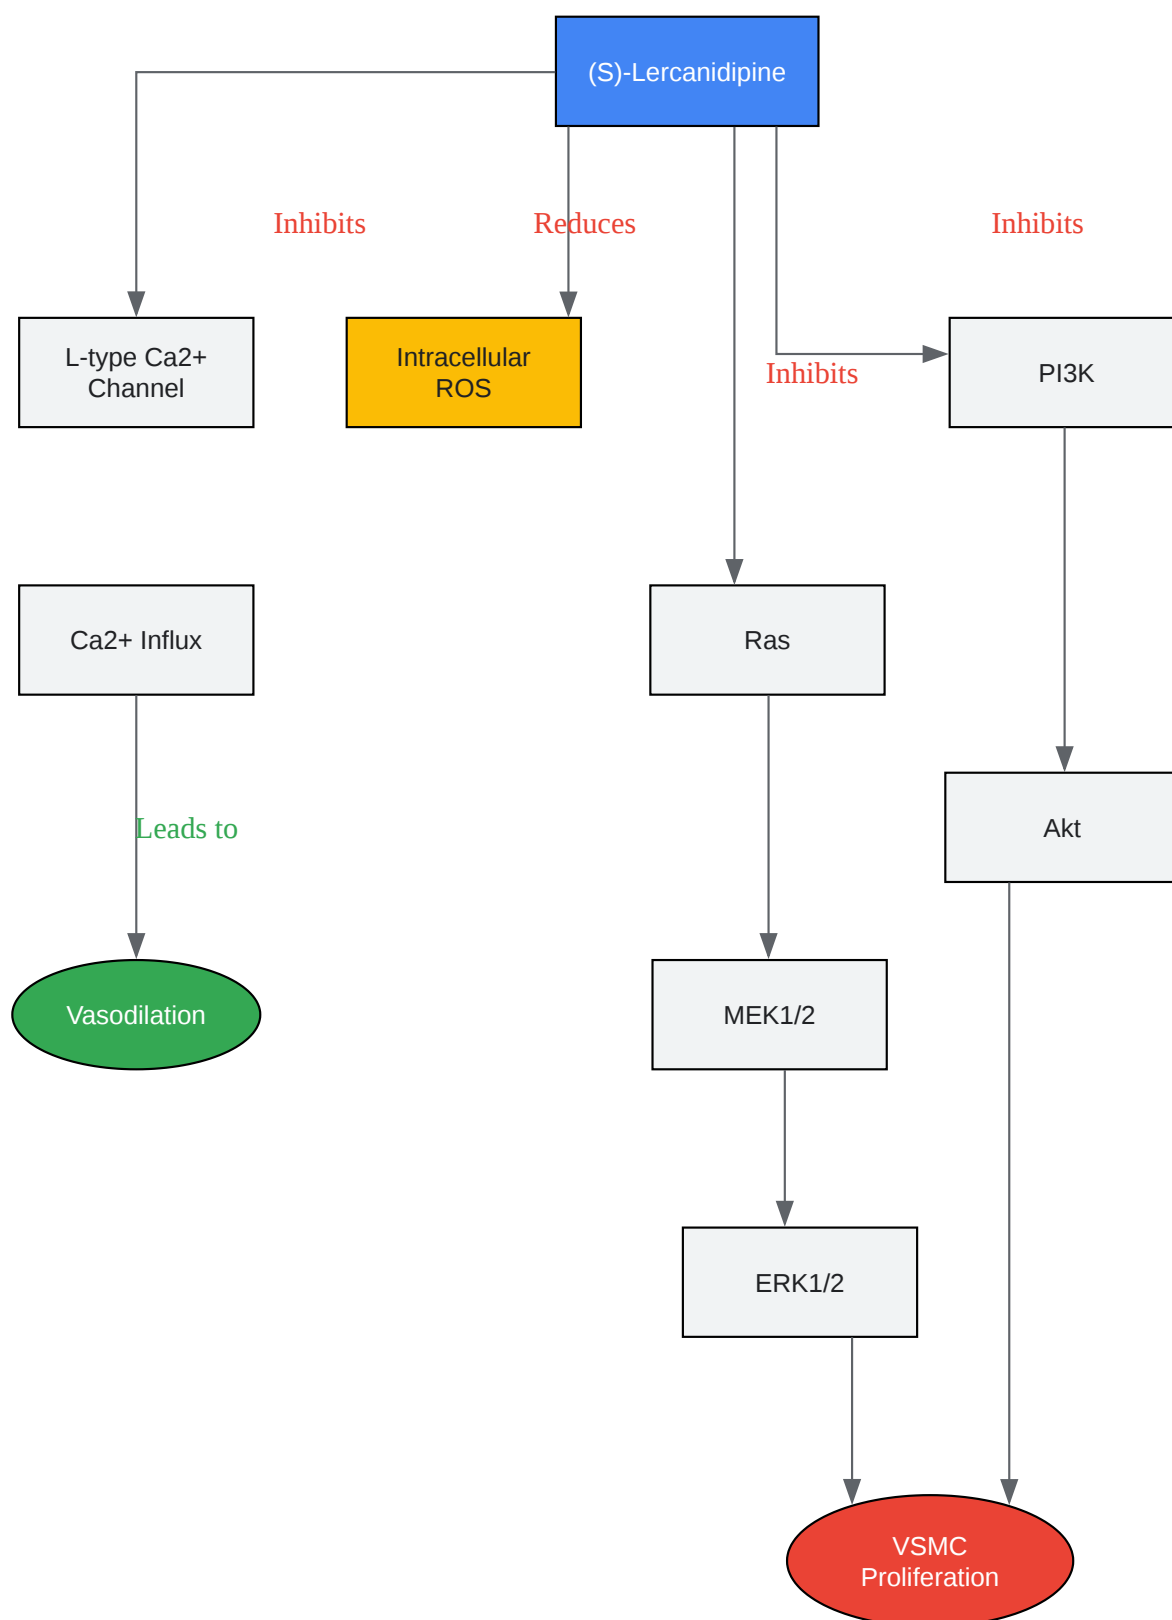 (S)-Lercanidipine
Inhibits
Reduces
Inhibits
L-type Ca2+
Channel
Intracellular
ROS
Inhibits
PI3K
Ca2+ Influx
Ras
Leads to
Akt
Vasodilation
MEK1/2
ERK1/2
VSMC
Proliferation